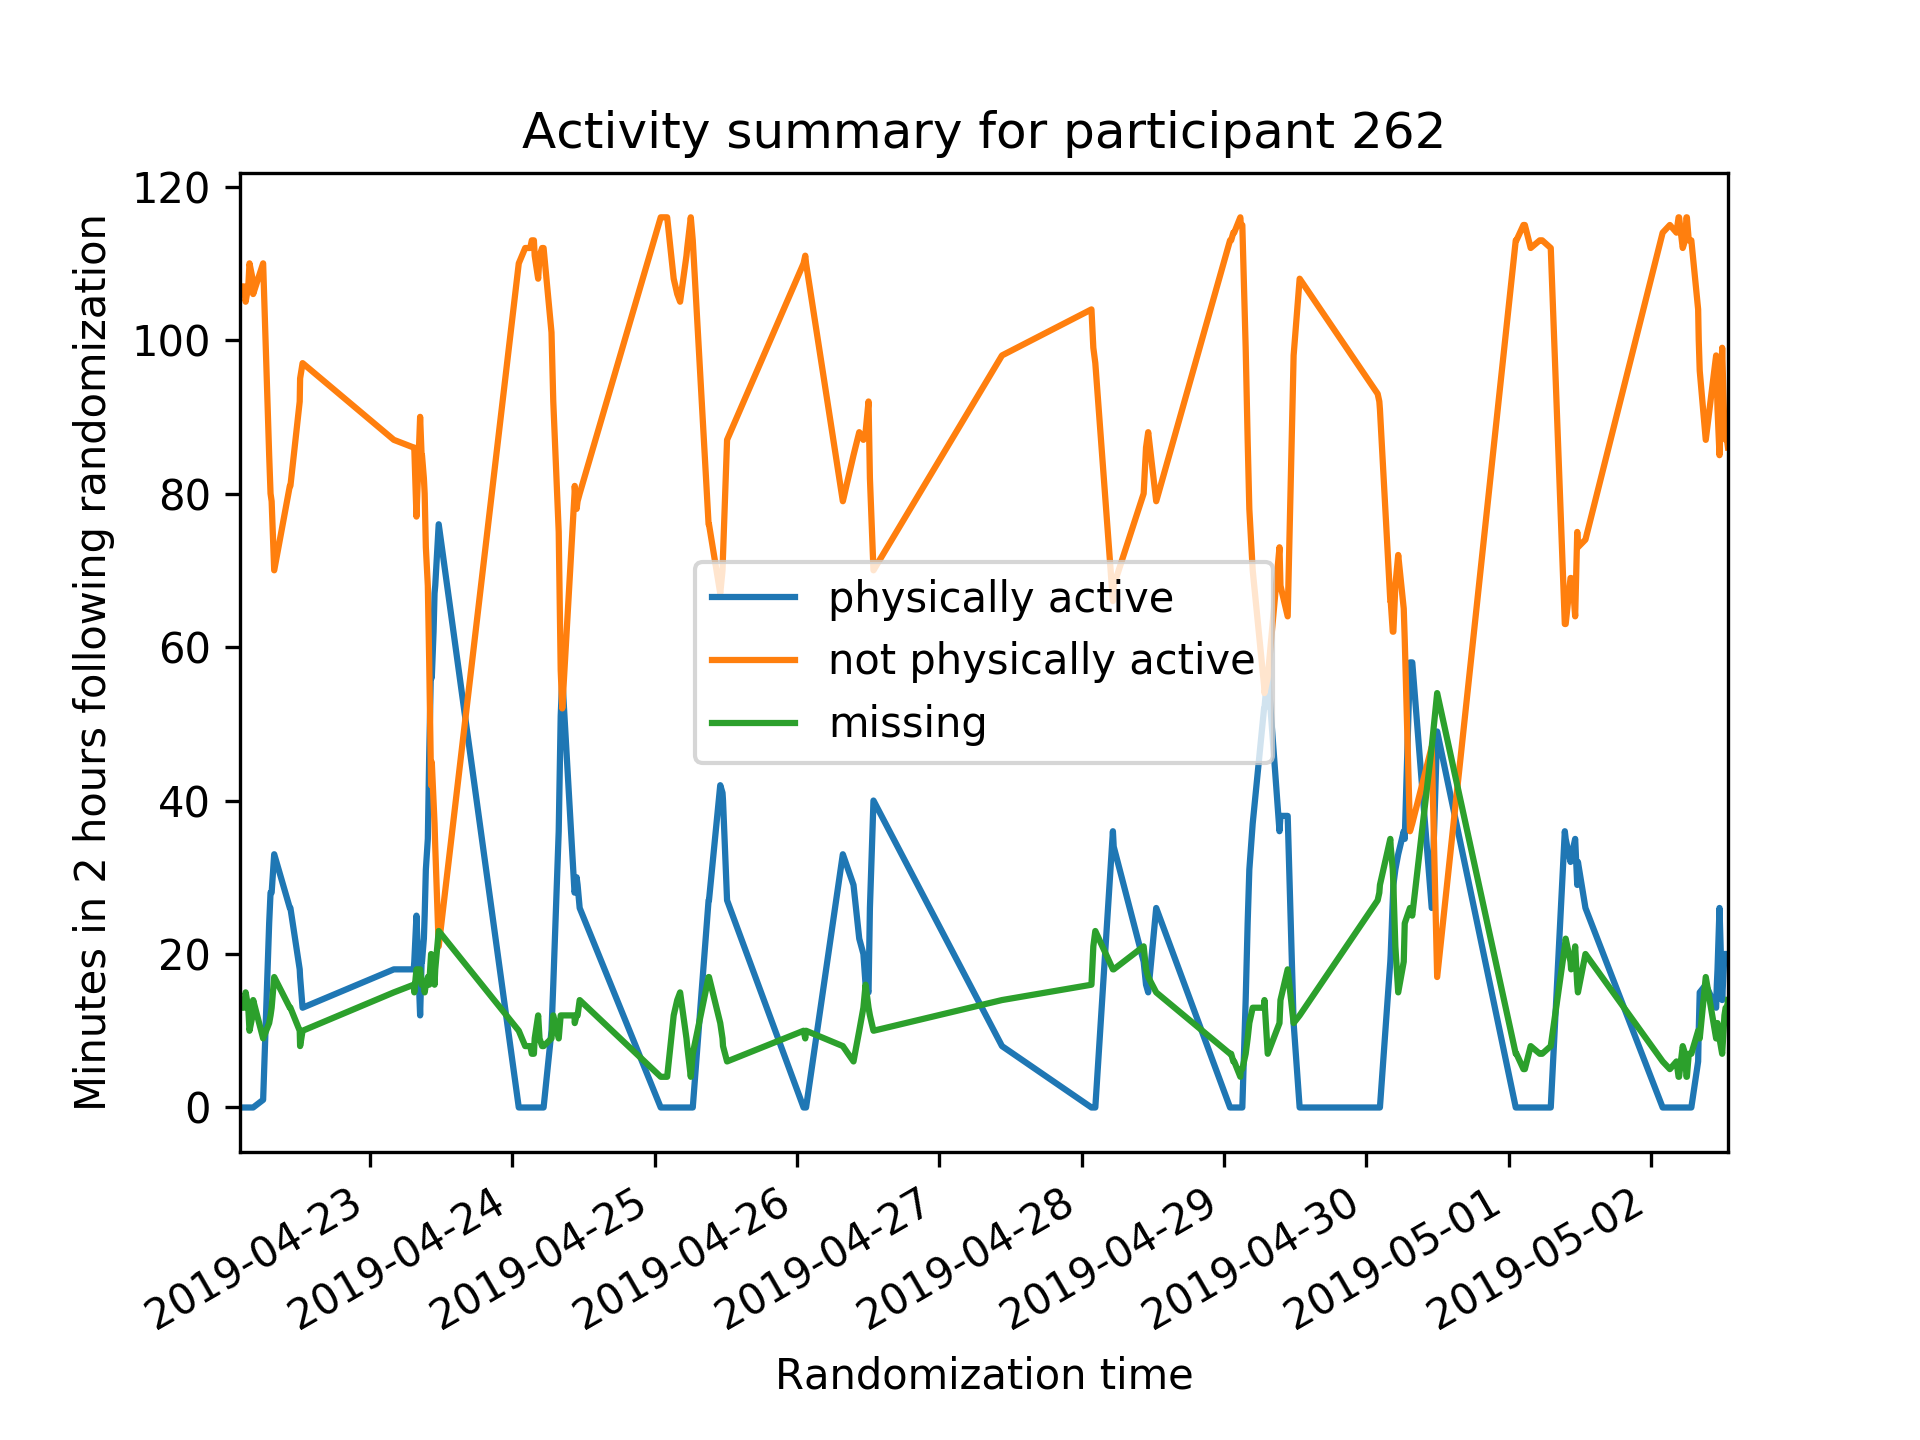 Activity summary for participant 262
Minutes in 2 hours following randomization
120
100
80
60
40
20
0
physically active
not physically active
missing
2019-04-23
2019-04-24
2019-04-25
2019-04-26
2019-04-27
2019-04-28
2019-04-29
2019-04-30
2019-05-01
2019-05-02
Randomization time